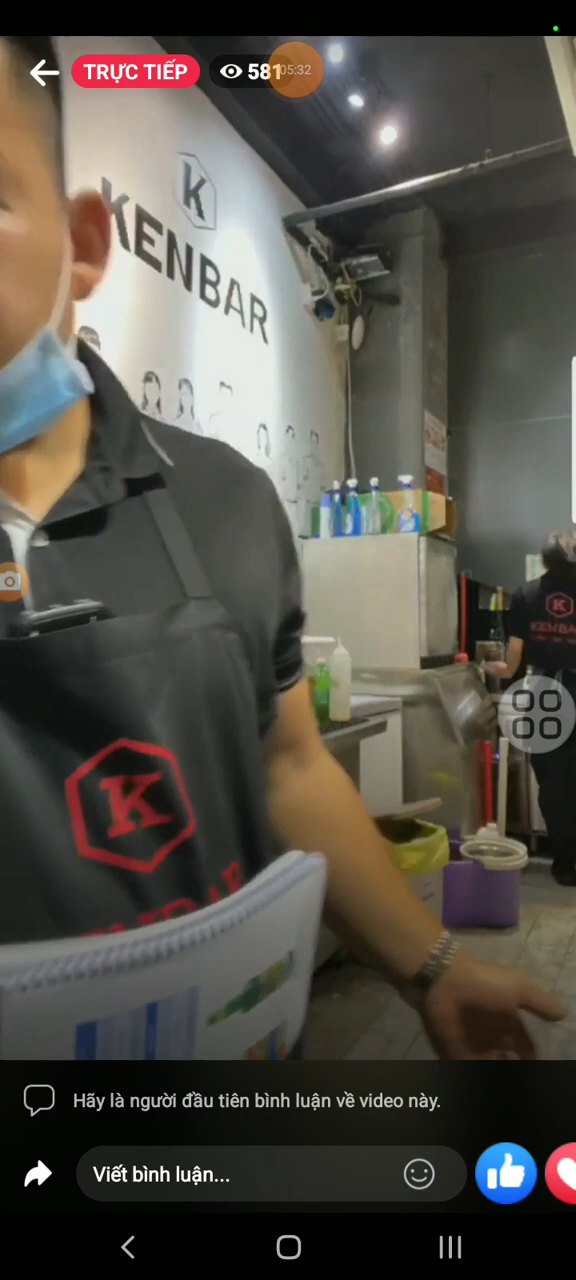 TRỰC TIẾP
581
05:32
K
KENBAR
K
K
KENBA
Hãy là người đầu tiên bình luận về video này.
Viết bình luận...